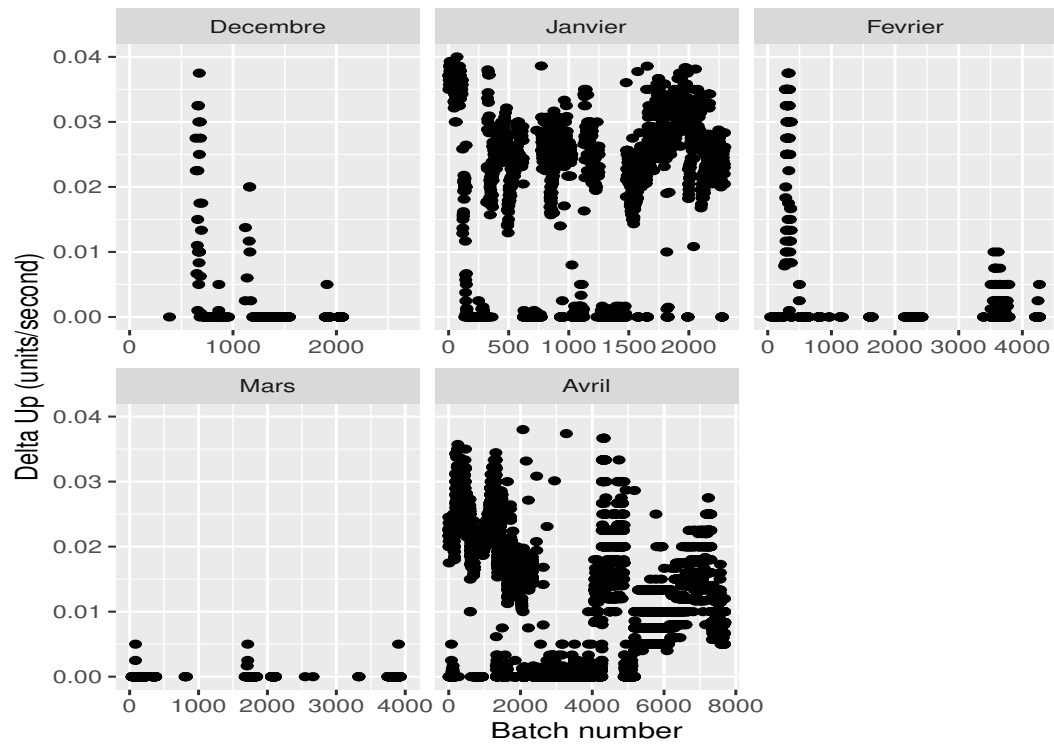 Decembre
Janvier
Fevrier
0.04
0.03
0.02
0.01
0.00
0 1000 2000
0 500 1000 1500 2000
0 1000 2000 3000 4000
Mars
Avril
0.04
0.03
0.02
0.01
0.00
0 1000 2000 3000 4000
0 2000 4000 6000 8000
Delta Up (units/second)
Batch number